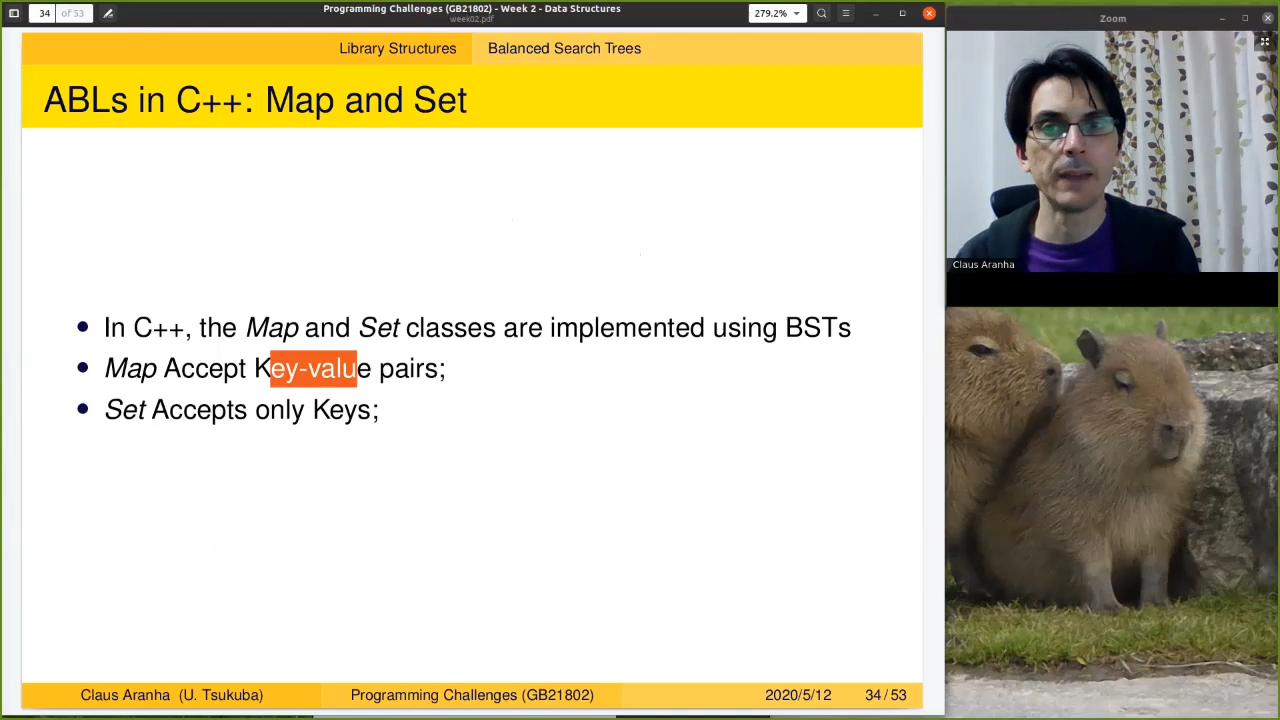 Programming Challenges (GB21802) - Week 2 - Data Structures
week02.pdf
34 of 53
279.2%
Zoom
Library Structures Balanced Search Trees
ABLs in C++: Map and Set
In C++, the Map and Set classes are implemented using BSTs
Map Accept Key-value pairs;
Set Accepts only Keys;
Claus Aranha
Claus Aranha (U. Tsukuba) Programming Challenges (GB21802) 2020/5/12 34/53